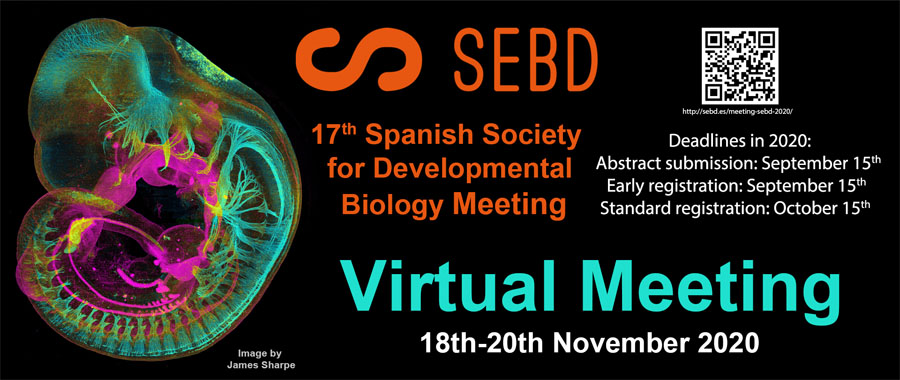 SEBD
17th Spanish Society
for Developmental
Biology Meeting
http://sebd.es/meeting-sebd-2020/
Deadlines in 2020:
Abstract submission: September 15th
Early registration: September 15th
Standard registration: October 15th
Virtual Meeting
18th-20th November 2020
Image by
James Sharpe